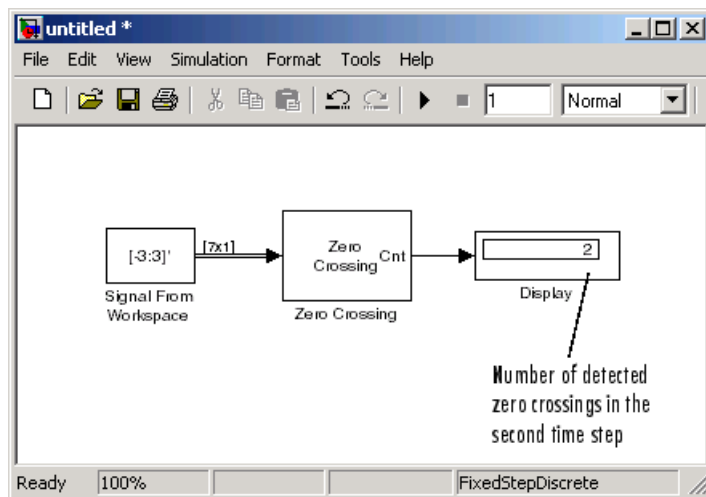 untitled *
File Edit View Simulation Format Tools Help
1 Normal
[-3:3]'
[7x1]
Zero
Crossing
Cnt
2
Signal From
Workspace
Zero Crossing
Display
Number of detected
zero crossings in the
second time step
Ready 100% FixedStepDiscrete